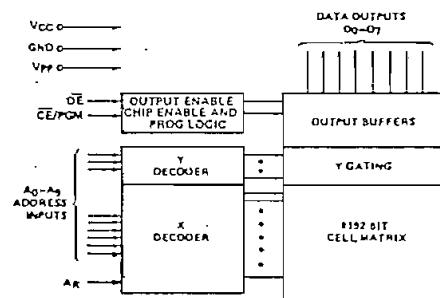 DATA OUTPUTS
O0–O7
VCC
GND
VPP
OE
CE/PGM
OUTPUT ENABLE
CHIP ENABLE AND
PROG LOGIC
OUTPUT BUFFERS
Y
DECODER
Y GATING
A0–A9
ADDRESS
INPUTS
X
DECODER
8192 BIT
CELL MATRIX